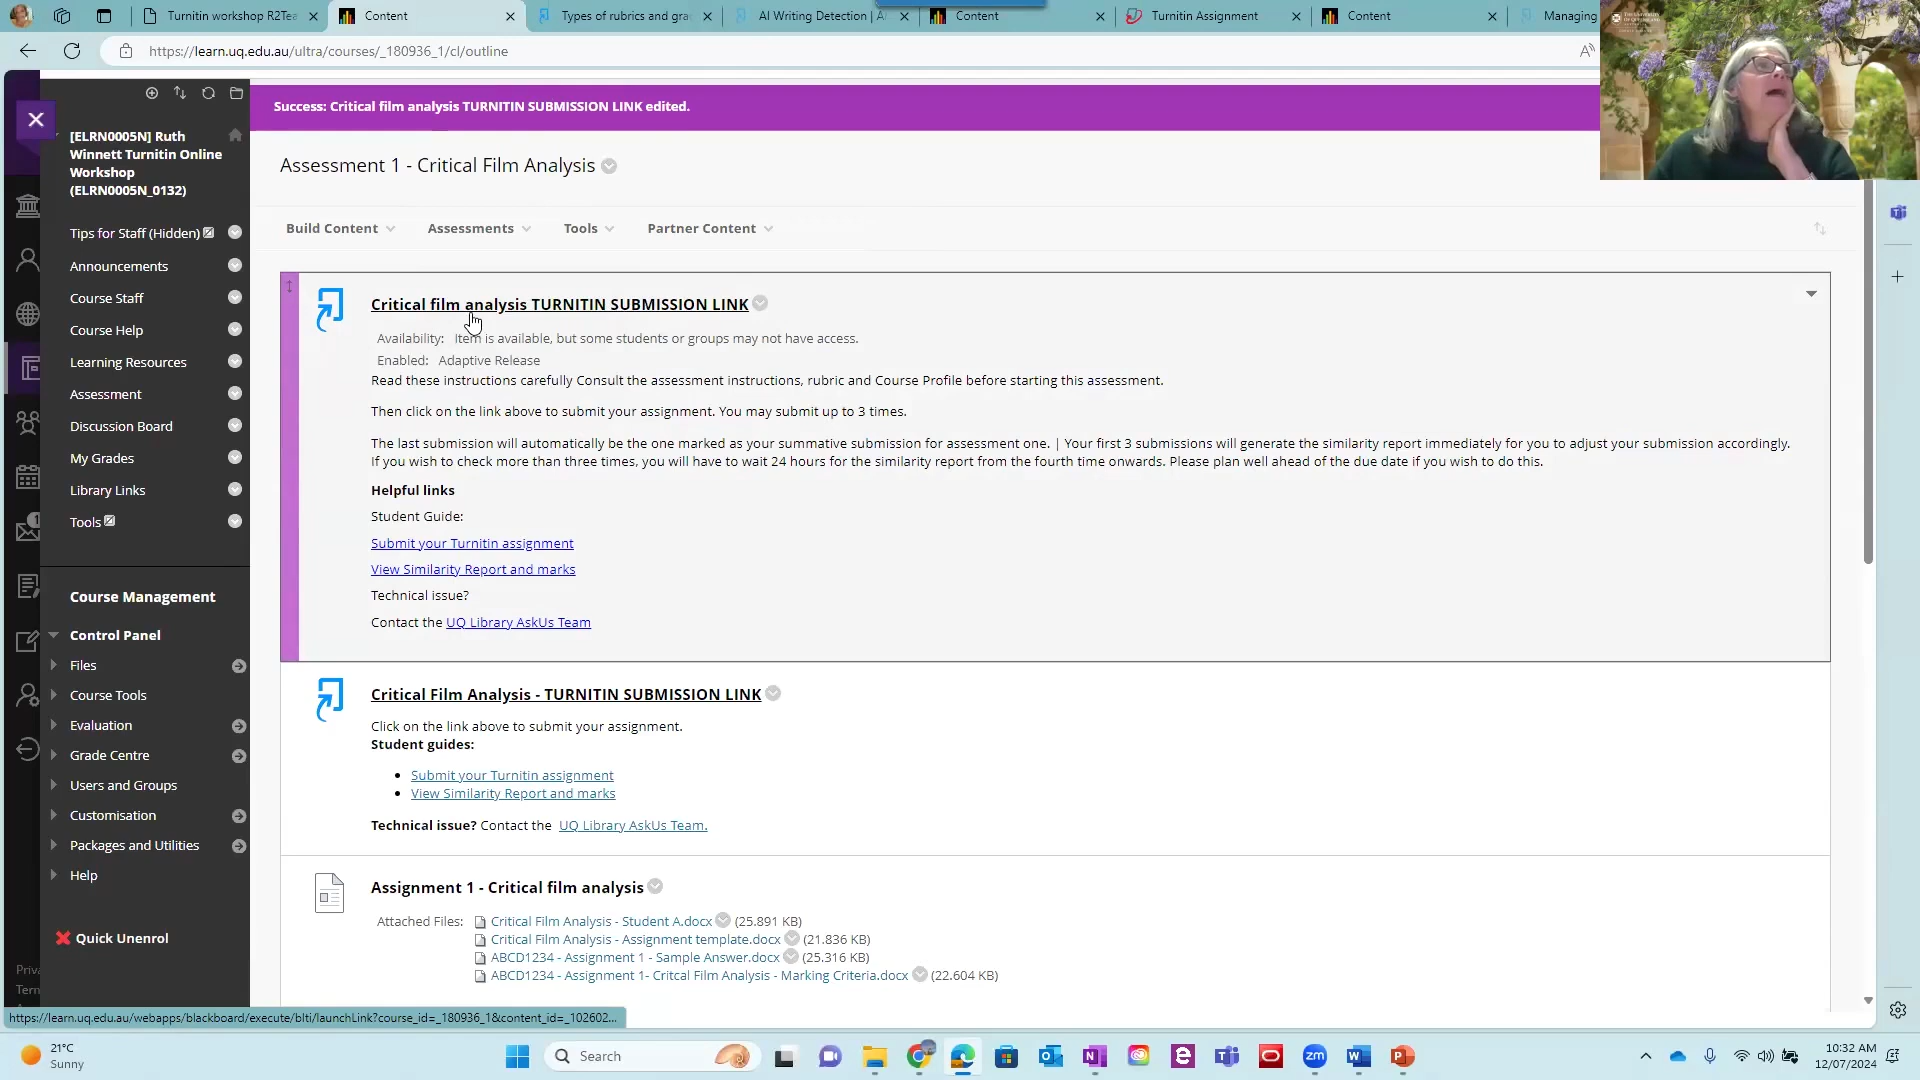 Turnitin workshop R2Tea
Content
Types of rubrics and gra
AI Writing Detection | A
Content
Turnitin Assignment
Content
Managing
https://learn.uq.edu.au/ultra/courses/_180936_1/cl/outline
Success: Critical film analysis TURNITIN SUBMISSION LINK edited.
[ELRN0005N] Ruth
Winnett Turnitin Online
Workshop
(ELRN0005N_0132)
Tips for Staff (Hidden)
Announcements
Course Staff
Course Help
Learning Resources
Assessment
Discussion Board
My Grades
Library Links
Tools
Course Management
Control Panel
Files
Course Tools
Evaluation
Grade Centre
Users and Groups
Customisation
Packages and Utilities
Help
Quick Unenrol
Priva
Term
Assessment 1 - Critical Film Analysis
Build Content Assessments Tools Partner Content
Critical film analysis TURNITIN SUBMISSION LINK
Availability: Item is available, but some students or groups may not have access.
Enabled: Adaptive Release
Read these instructions carefully Consult the assessment instructions, rubric and Course Profile before starting this assessment.
Then click on the link above to submit your assignment. You may submit up to 3 times.
The last submission will automatically be the one marked as your summative submission for assessment one. | Your first 3 submissions will generate the similarity report immediately for you to adjust your submission accordingly.
If you wish to check more than three times, you will have to wait 24 hours for the similarity report from the fourth time onwards. Please plan well ahead of the due date if you wish to do this.
Helpful links
Student Guide:
Submit your Turnitin assignment
View Similarity Report and marks
Technical issue?
Contact the UQ Library AskUs Team
Critical Film Analysis - TURNITIN SUBMISSION LINK
Click on the link above to submit your assignment.
Student guides:
Submit your Turnitin assignment
View Similarity Report and marks
Technical issue? Contact the UQ Library AskUs Team.
Assignment 1 - Critical film analysis
Attached Files: Critical Film Analysis - Student A.docx (25.891 KB)
Critical Film Analysis - Assignment template.docx (21.836 KB)
ABCD1234 - Assignment 1 - Sample Answer.docx (25.316 KB)
ABCD1234 - Assignment 1- Critcal Film Analysis - Marking Criteria.docx (22.604 KB)
https://learn.uq.edu.au/webapps/blackboard/execute/blti/launchLink?course_id=_180936_1&content_id=_102602...
21°C
Sunny
Search
10:32 AM
12/07/2024